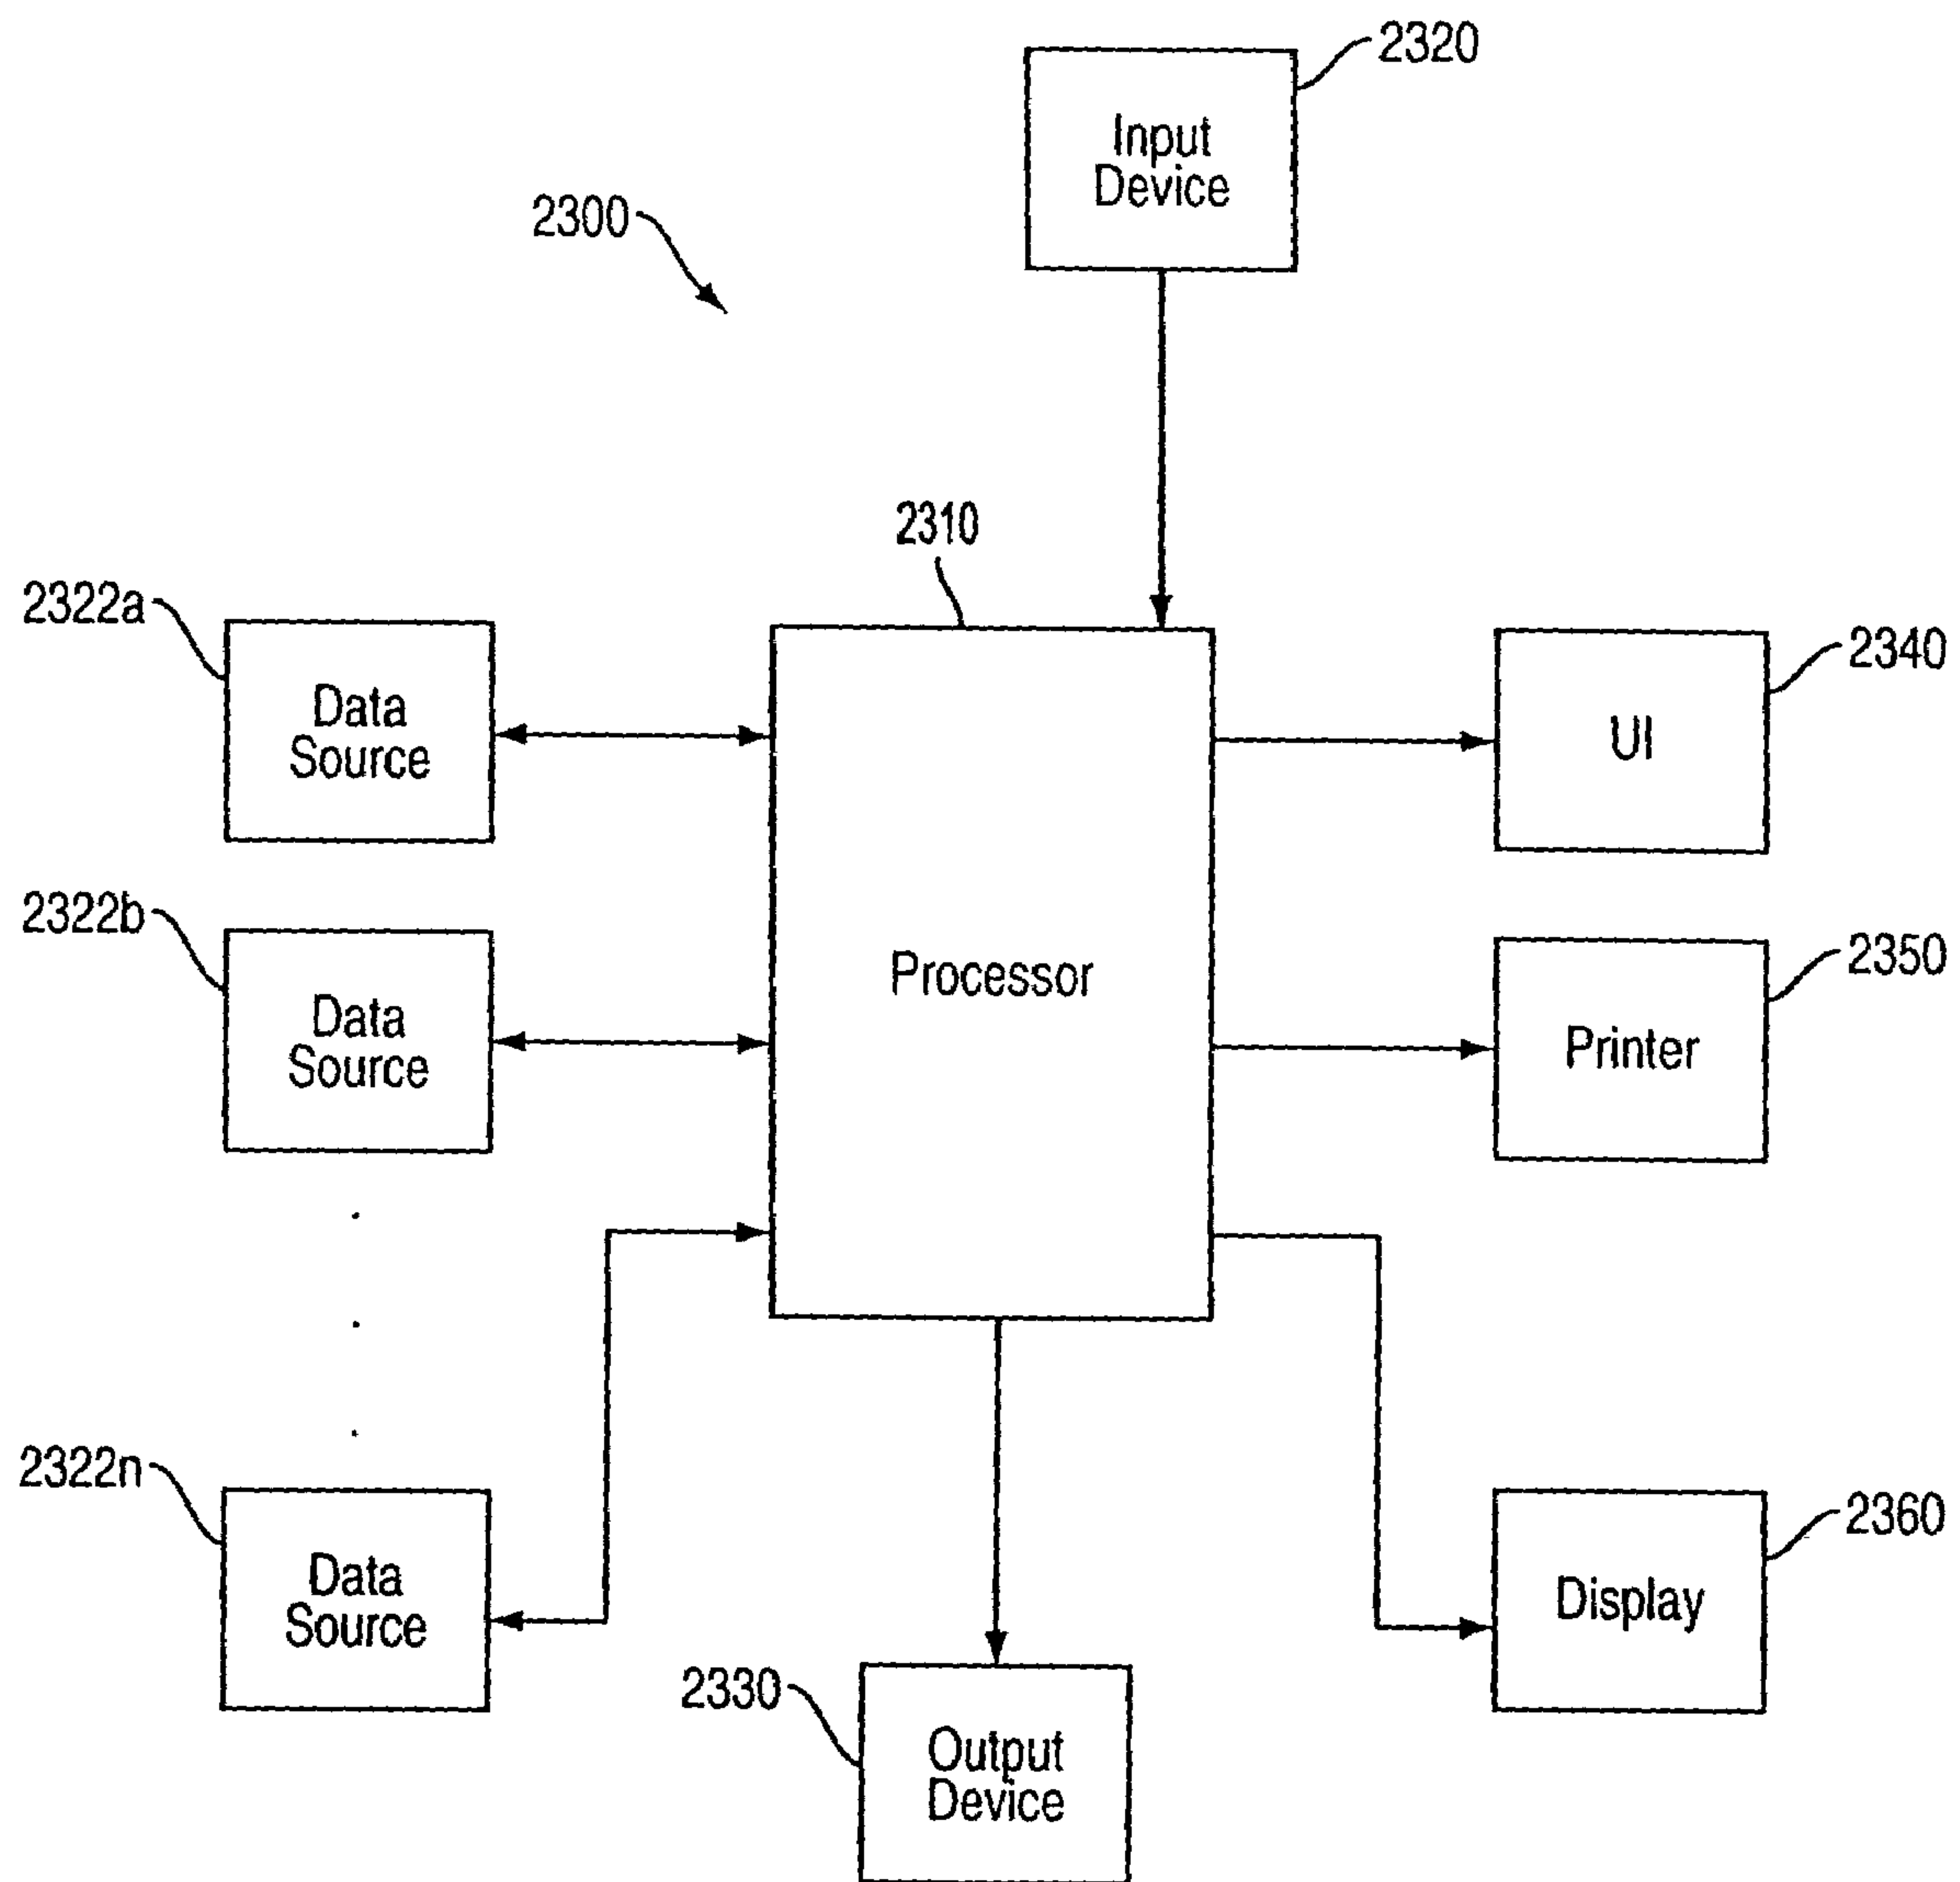 2320
Input
Device
2300
2310
2322a
Data
Source
2340
UI
2322b
Data
Source
Processor
2350
Printer
2322n
Data
Source
2360
Display
2330
Output
Device